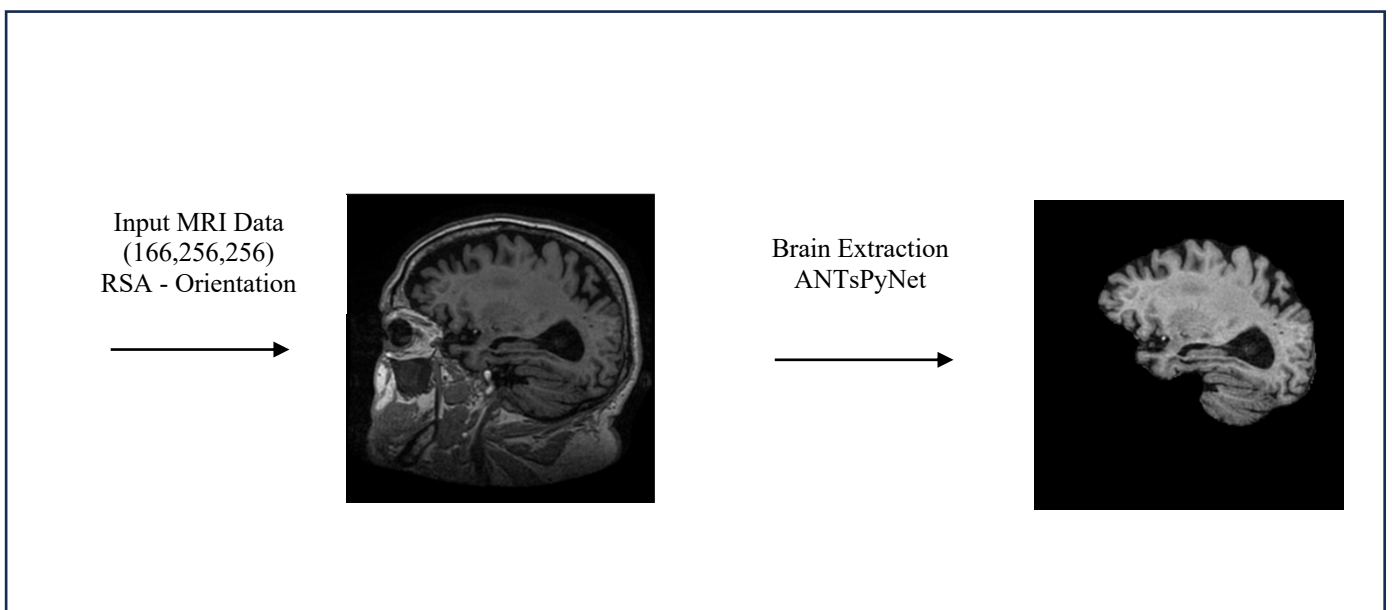 Input MRI Data
(166,256,256)
RSA - Orientation
Brain Extraction
ANTsPyNet